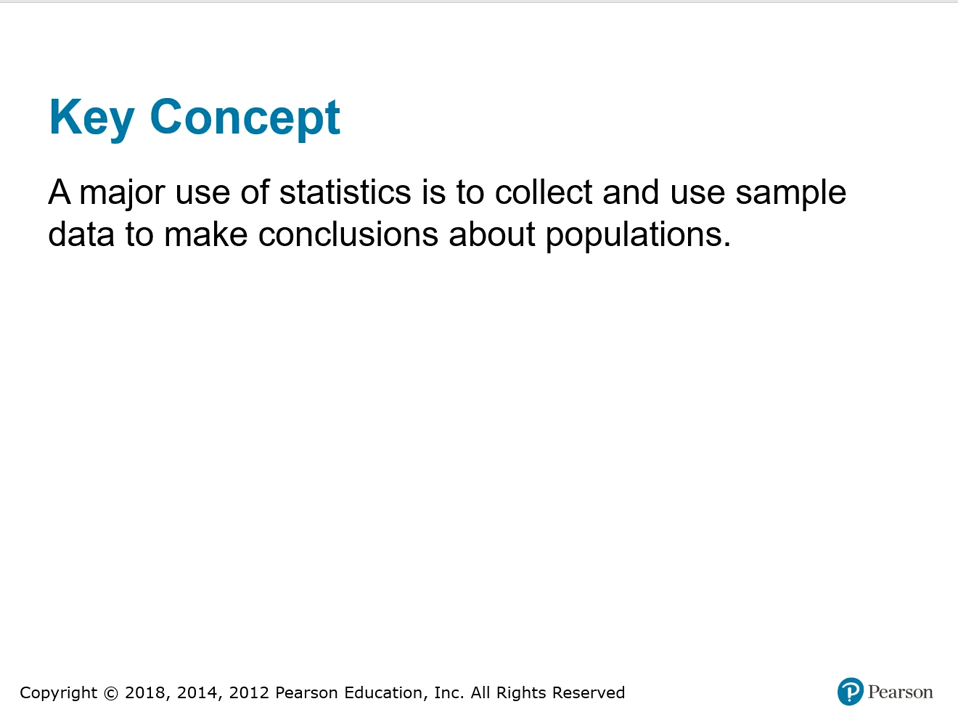 Key Concept
A major use of statistics is to collect and use sample
data to make conclusions about populations.
Copyright © 2018, 2014, 2012 Pearson Education, Inc. All Rights Reserved
P Pearson